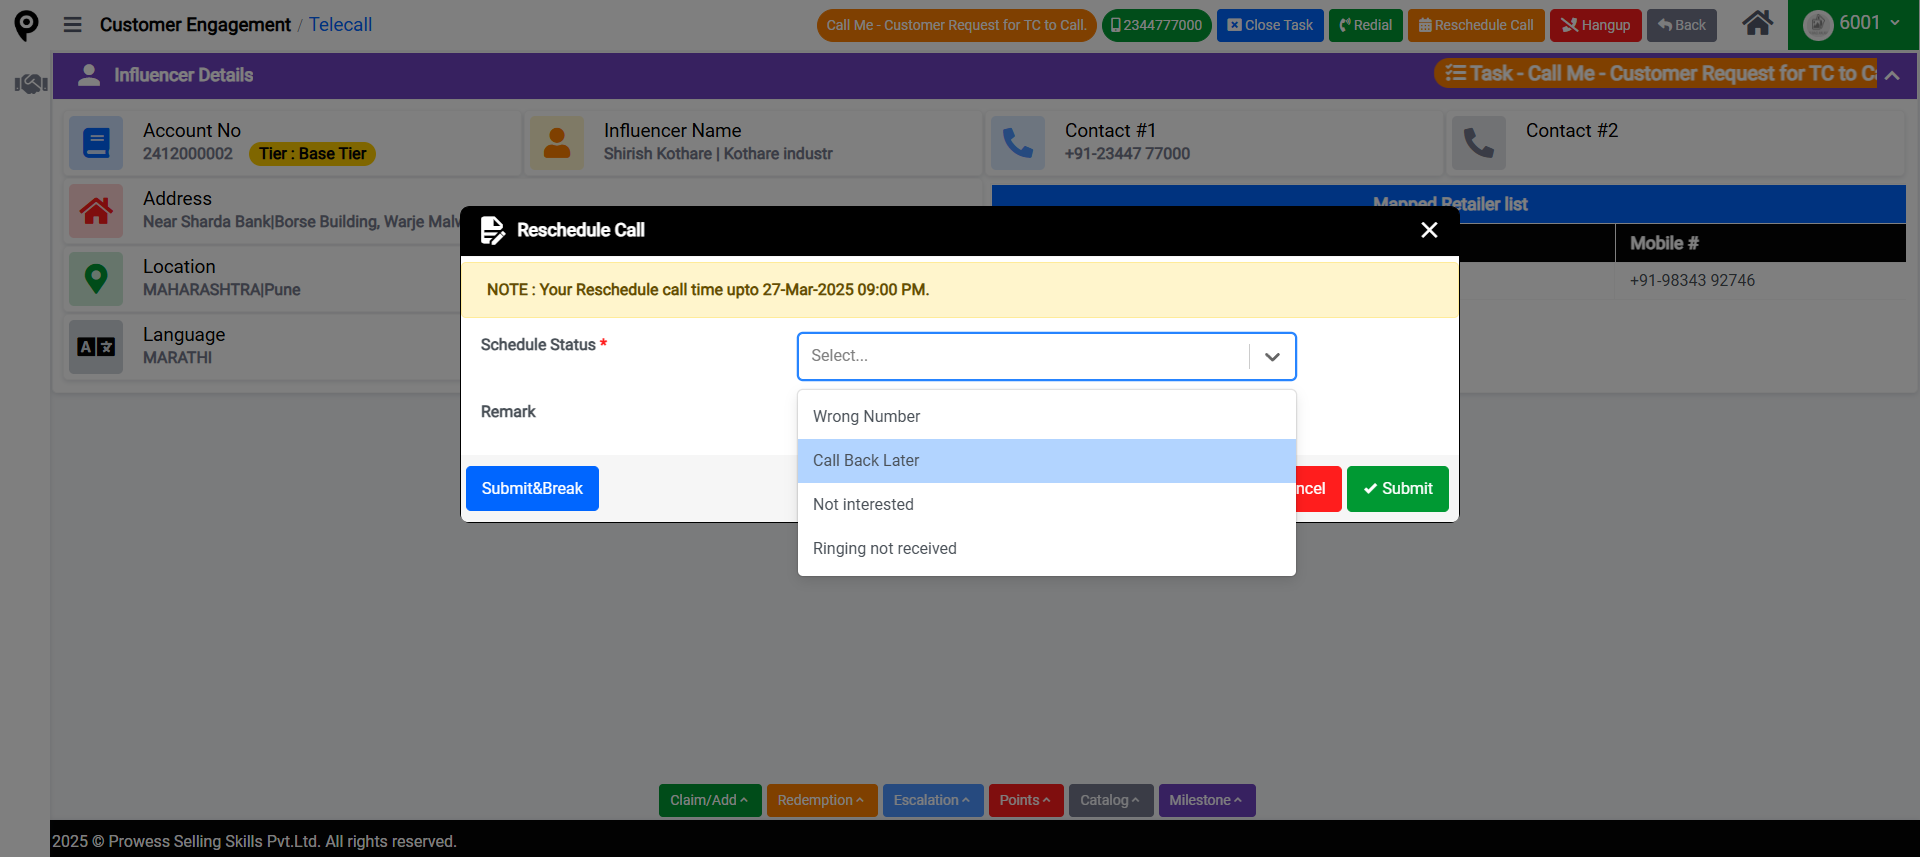 Customer Engagement / Telecall
Call Me - Customer Request for TC to Call.
2344777000
Close Task
Redial
Reschedule Call
Hangup
Back
6001
Influencer Details
Task - Call Me - Customer Request for TC to C
Account No
2412000002
Tier : Base Tier
Influencer Name
Shirish Kothare | Kothare industr
Contact #1
+91-23447 77000
Contact #2
Address
Near Sharda Bank|Borse Building, Warje Malw
Mapped Retailer list
Mobile #
+91-98343 92746
Location
MAHARASHTRA|Pune
Language
MARATHI
Reschedule Call
NOTE : Your Reschedule call time upto 27-Mar-2025 09:00 PM.
Schedule Status *
Select...
Remark
Wrong Number
Call Back Later
Not interested
Ringing not received
Submit&Break
ncel
Submit
Claim/Add
Redemption
Escalation
Points
Catalog
Milestone
2025 © Prowess Selling Skills Pvt.Ltd. All rights reserved.